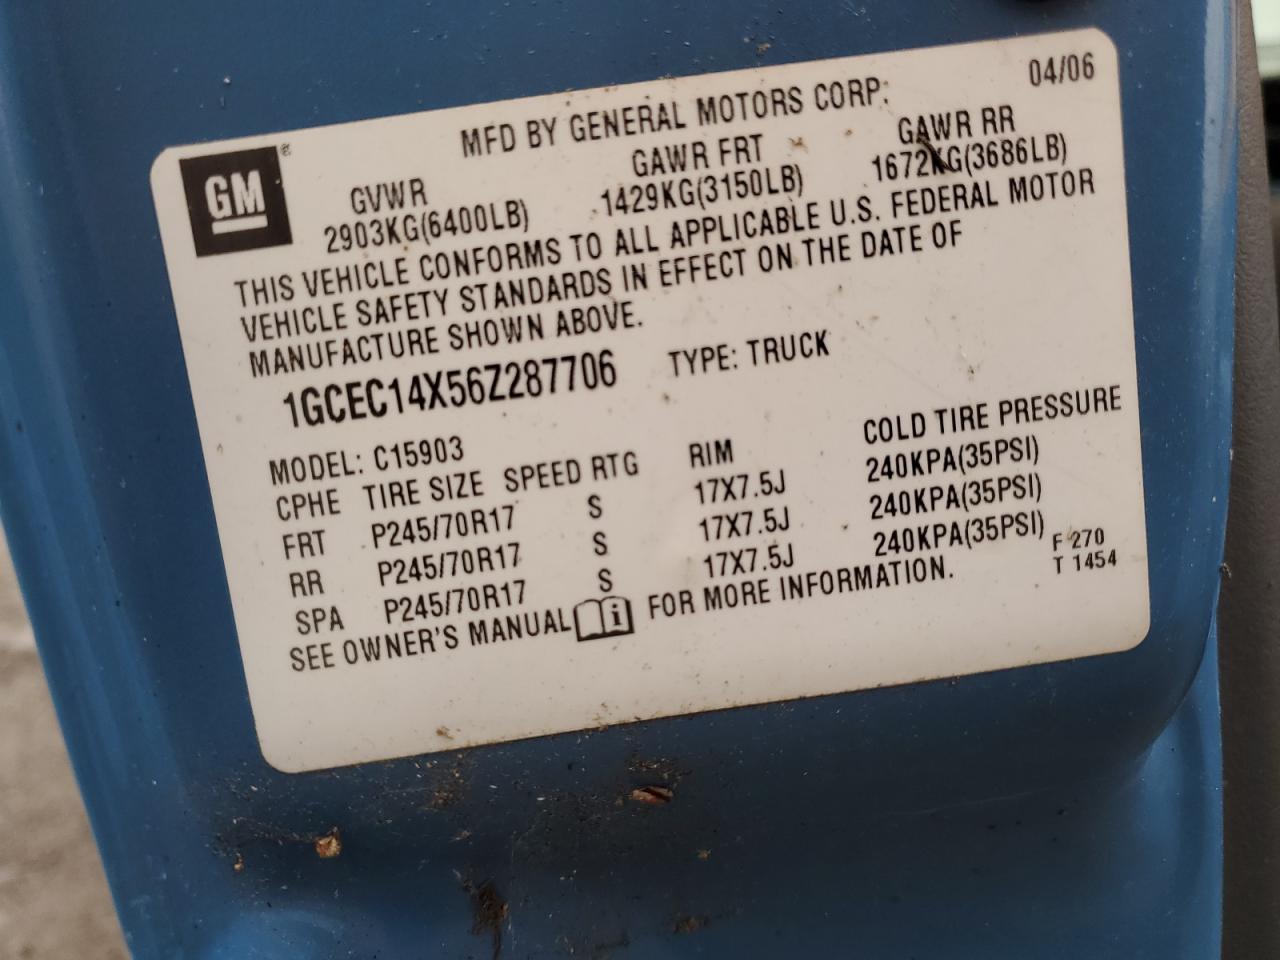 04/06
MFD BY GENERAL MOTORS CORP.
GM ®
GVWR GAWR FRT GAWR RR
2903KG(6400LB) 1429KG(3150LB) 1672KG(3686LB)
THIS VEHICLE CONFORMS TO ALL APPLICABLE U.S. FEDERAL MOTOR
VEHICLE SAFETY STANDARDS IN EFFECT ON THE DATE OF
MANUFACTURE SHOWN ABOVE.
1GCEC14X56Z287706 TYPE: TRUCK
MODEL: C15903
CPHE TIRE SIZE SPEED RTG RIM COLD TIRE PRESSURE
FRT P245/70R17 S 17X7.5J 240KPA(35PSI)
RR P245/70R17 S 17X7.5J 240KPA(35PSI)
SPA P245/70R17 S 17X7.5J 240KPA(35PSI)
SEE OWNER'S MANUAL i FOR MORE INFORMATION.
F 270
T 1454